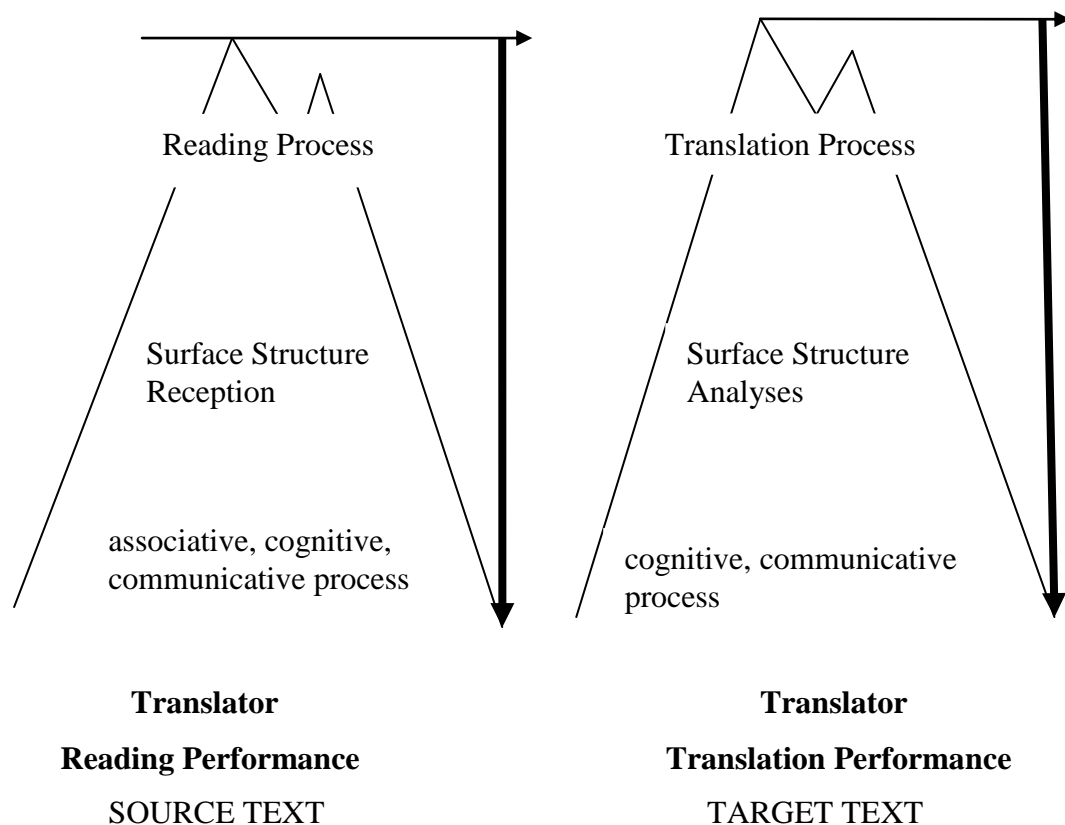 Reading Process
Surface Structure
Reception
associative, cognitive,
communicative process
Translator
Reading Performance
SOURCE TEXT
Translation Process
Surface Structure
Analyses
cognitive, communicative
process
Translator
Translation Performance
TARGET TEXT